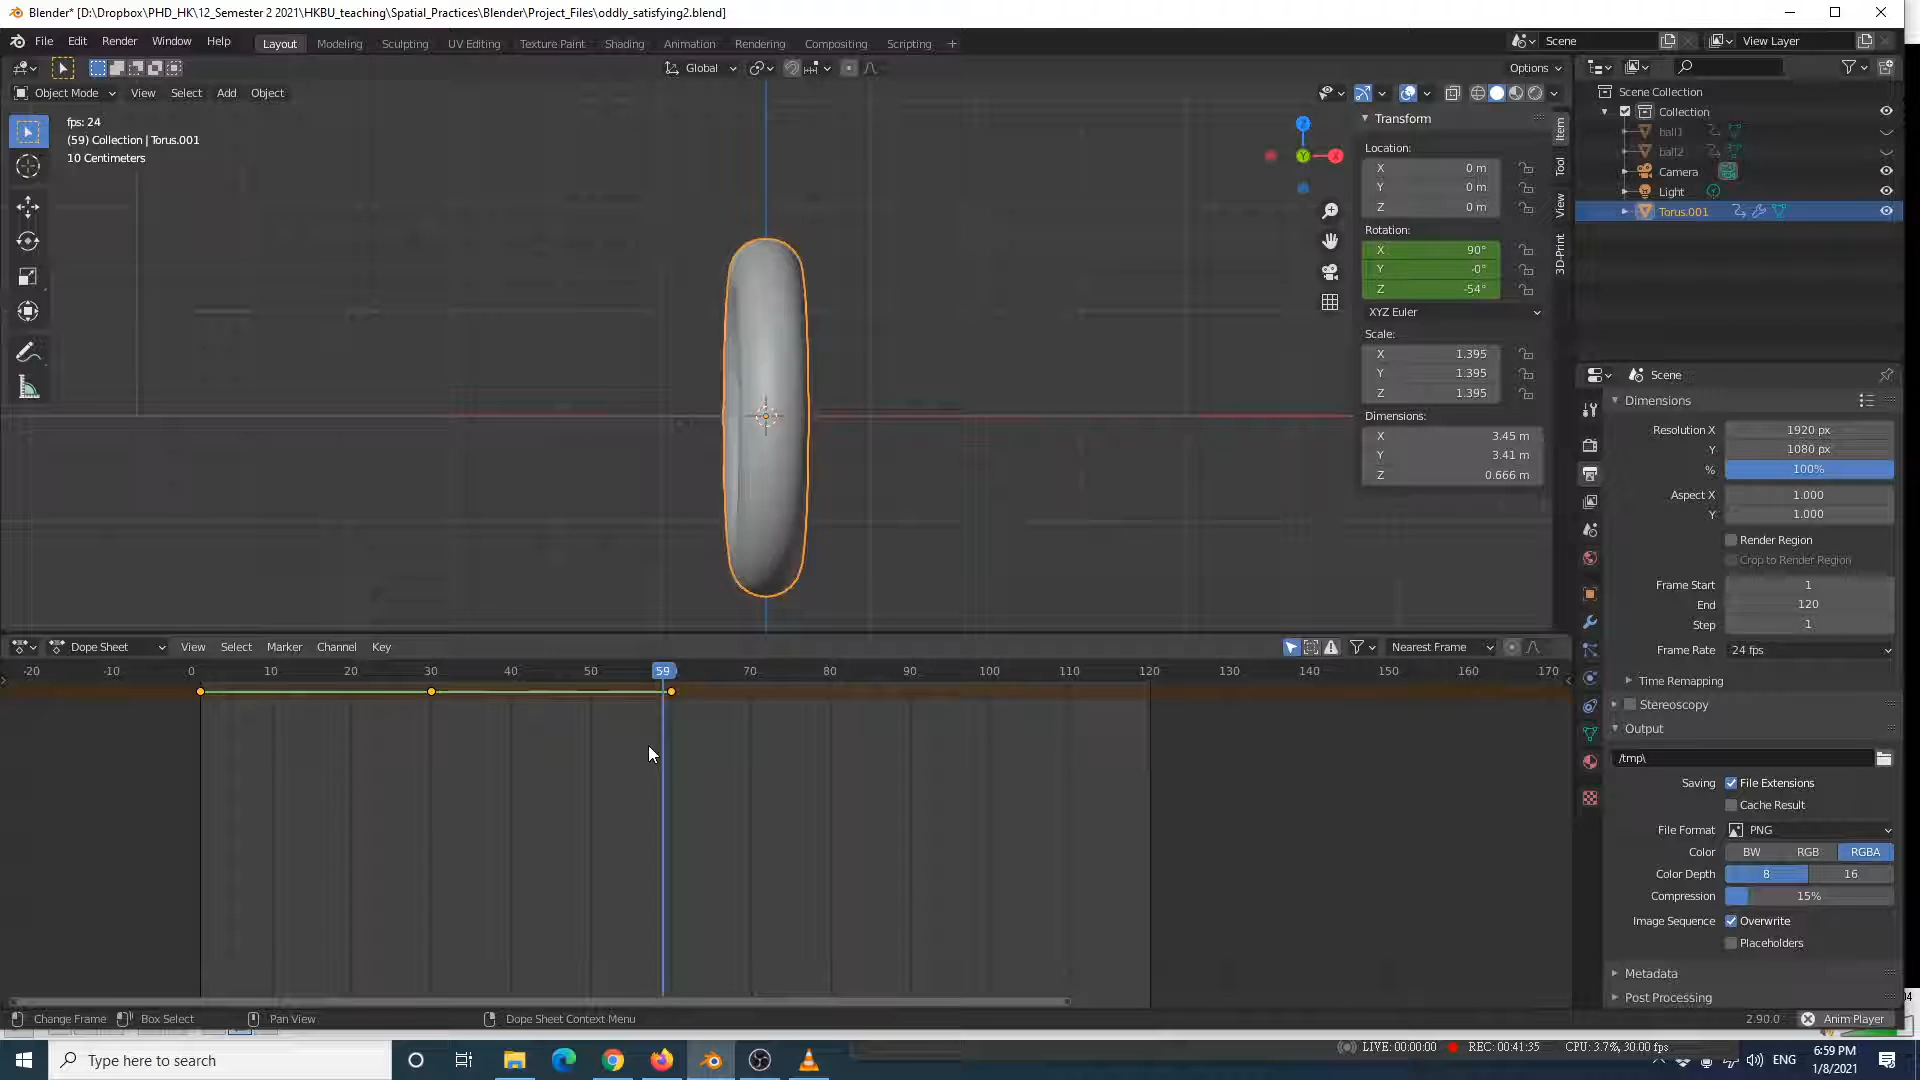 Blender* [D:\Dropbox\PHD_HK\12_Semester 2 2021\HKBU_teaching\Spatial_Practices\Blender\Project_Files\oddly_satisfying2.blend]
File Edit Render Window Help Layout Modeling Sculpting UV Editing Texture Paint Shading Animation Rendering Compositing Scripting + Scene View Layer
Global Options
Object Mode View Select Add Object
fps: 24
(59) Collection | Torus.001
10 Centimeters
Z
Y
X
Transform
Location:
X 0 m
Y 0 m
Z 0 m
Rotation:
X 90°
Y -0°
Z -54°
XYZ Euler
Scale:
X 1.395
Y 1.395
Z 1.395
Dimensions:
X 3.45 m
Y 3.41 m
Z 0.666 m
Item
Tool
View
3D-Print
Scene Collection
Collection
ball1
ball2
Camera
Light
Torus.001
Scene
Dimensions
Resolution X 1920 px
Y 1080 px
% 100%
Aspect X 1.000
Y 1.000
Render Region
Crop to Render Region
Frame Start 1
End 120
Step 1
Frame Rate 24 fps
Time Remapping
Stereoscopy
Output
/tmp\
Saving File Extensions
Cache Result
File Format PNG
Color BW RGB RGBA
Color Depth 8 16
Compression 15%
Image Sequence Overwrite
Placeholders
Metadata
Post Processing
Dope Sheet View Select Marker Channel Key Nearest Frame
-20 -10 0 10 20 30 40 50 59 70 80 90 100 110 120 130 140 150 160 170
Change Frame Box Select Pan View Dope Sheet Context Menu 2.90.0 Anim Player
Type here to search
LIVE: 00:00:00 REC: 00:41:35 CPU: 3.7%, 30.00 fps
ENG
6:59 PM
1/8/2021